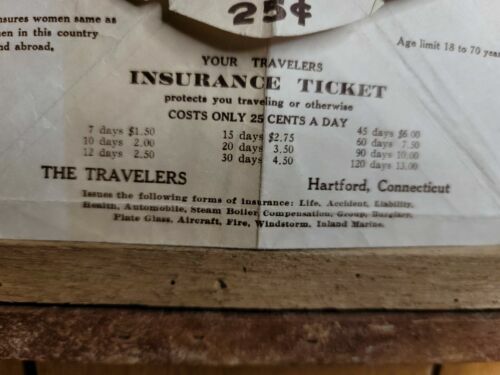 25¢
nsures women same as
en in this country
nd abroad.
Age limit 18 to 70 year
YOUR TRAVELERS
INSURANCE TICKET
protects you traveling or otherwise
COSTS ONLY 25 CENTS A DAY
7 days $1.50
10 days 2.00
12 days 2.50
15 days $2.75
20 days 3.50
30 days 4.50
45 days $6.00
60 days 7.50
90 days 10.00
120 days 13.00
THE TRAVELERS
Hartford, Connecticut
Issues the following forms of insurance: Life, Accident, Liability,
Health, Automobile, Steam Boiler, Compensation, Group, Burglary,
Plate Glass, Aircraft, Fire, Windstorm, Inland Marine.